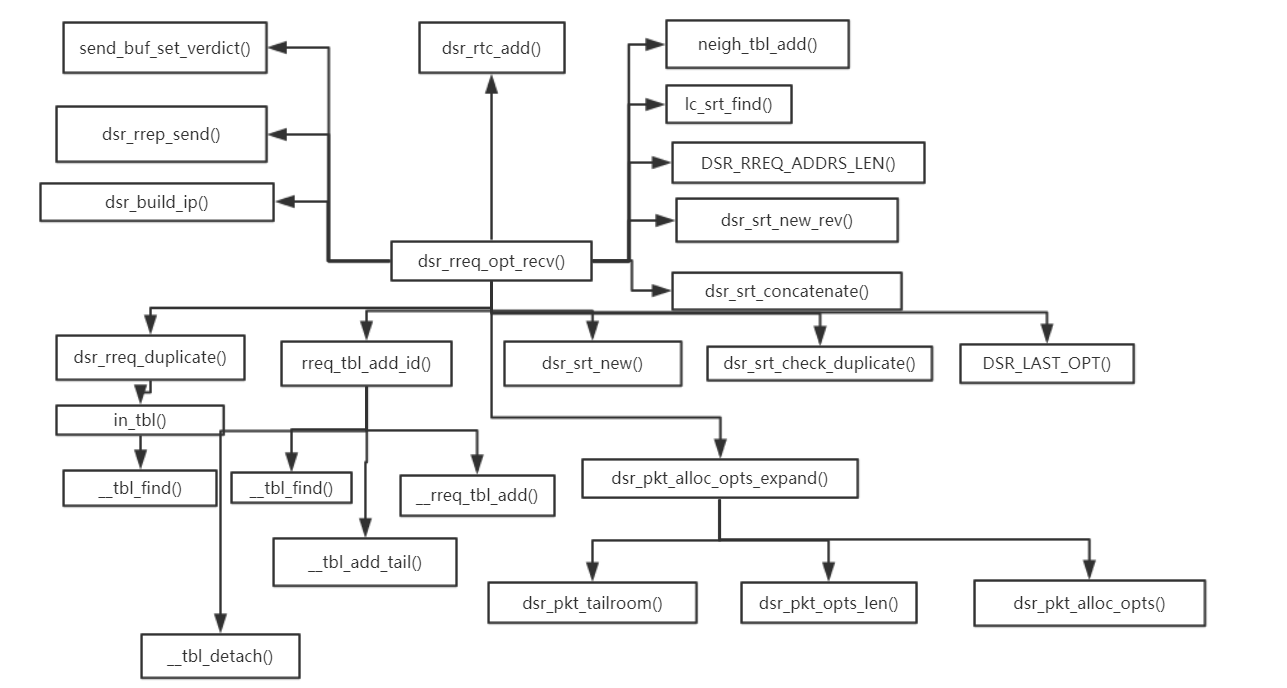 send_buf_set_verdict()
dsr_rtc_add()
neigh_tbl_add()
lc_srt_find()
dsr_rrep_send()
DSR_RREQ_ADDRS_LEN()
dsr_build_ip()
dsr_srt_new_rev()
dsr_rreq_opt_recv()
dsr_srt_concatenate()
dsr_rreq_duplicate()
rreq_tbl_add_id()
dsr_srt_new()
dsr_srt_check_duplicate()
DSR_LAST_OPT()
in_tbl()
__tbl_find()
__tbl_find()
__rreq_tbl_add()
dsr_pkt_alloc_opts_expand()
__tbl_add_tail()
dsr_pkt_tailroom()
dsr_pkt_opts_len()
dsr_pkt_alloc_opts()
__tbl_detach()